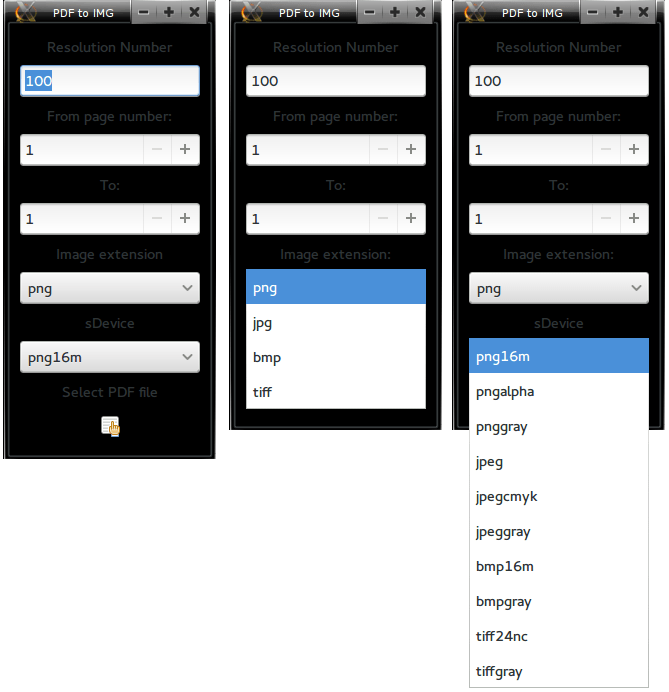 PDF to IMG
Resolution Number
100
From page number:
1
To:
1
Image extension
png
sDevice
png16m
Select PDF file
PDF to IMG
Resolution Number
100
From page number:
1
To:
1
Image extension:
png
jpg
bmp
tiff
PDF to IMG
Resolution Number
100
From page number:
1
To:
1
Image extension:
png
sDevice
png16m
pngalpha
pnggray
jpeg
jpegcmyk
jpeggray
bmp16m
bmpgray
tiff24nc
tiffgray